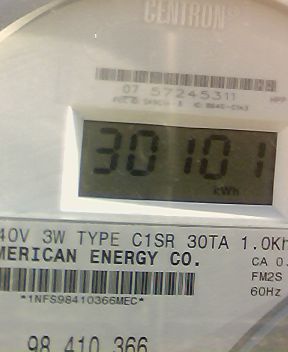 CENTRON
07 57245311
30101
kWh
40V 3W TYPE C1SR 30TA 1.0Kh
MERICAN ENERGY CO.
CA 0.
FM2S
60Hz
*1NFS98410366MEC*
98 410 366